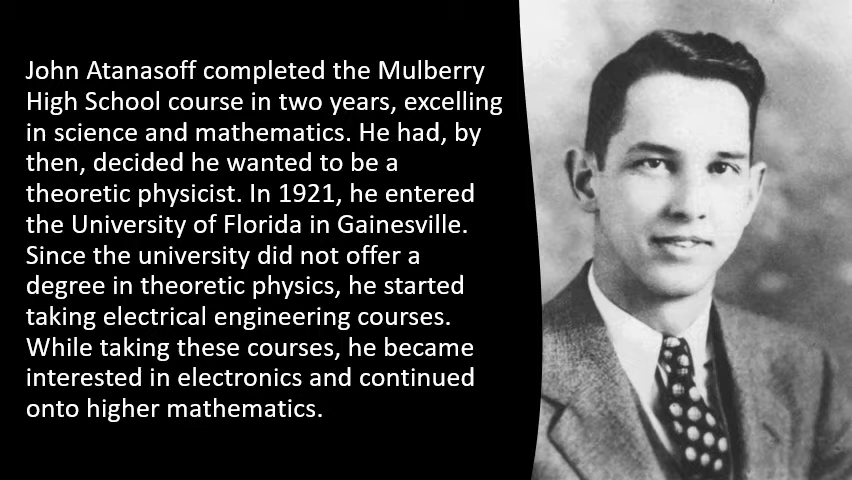 John Atanasoff completed the Mulberry
High School course in two years, excelling
in science and mathematics. He had, by
then, decided he wanted to be a
theoretic physicist. In 1921, he entered
the University of Florida in Gainesville.
Since the university did not offer a
degree in theoretic physics, he started
taking electrical engineering courses.
While taking these courses, he became
interested in electronics and continued
onto higher mathematics.